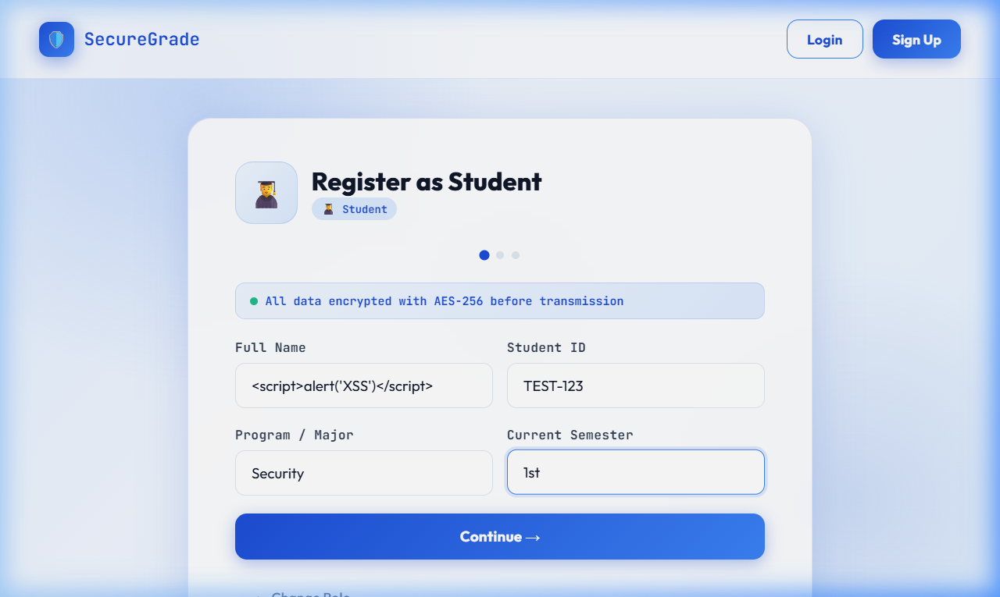 SecureGrade
Login
Sign Up
Register as Student
Student
All data encrypted with AES-256 before transmission
Full Name
Student ID
<script>alert('XSS')</script>
TEST-123
Program / Major
Current Semester
Security
1st
Continue →
Change Role